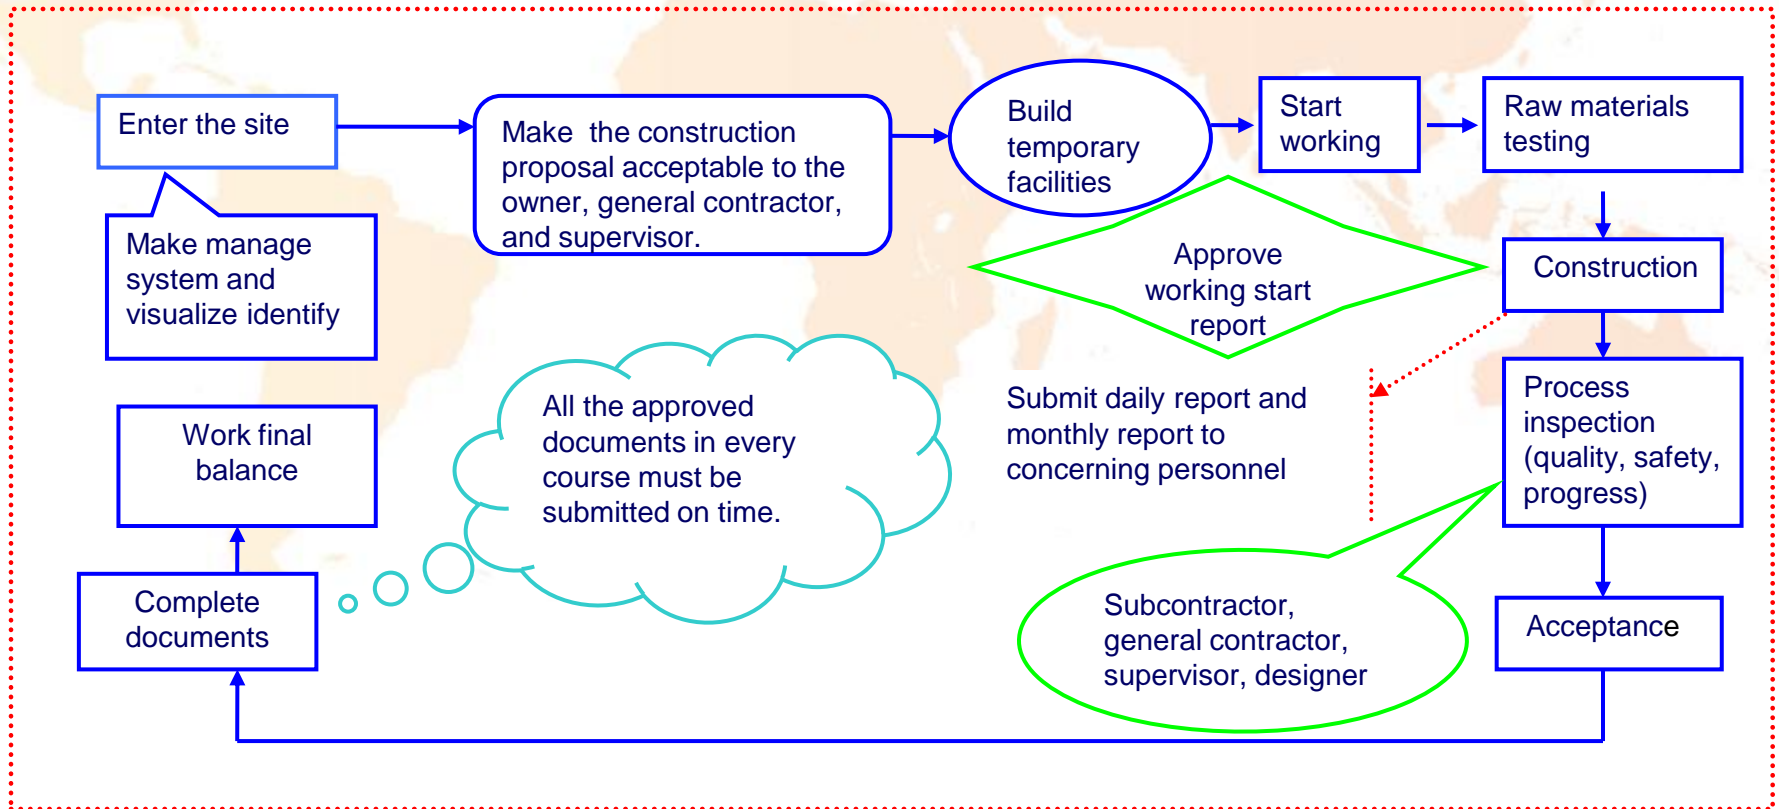 Enter the site
Make manage
system and
visualize identify
Make the construction
proposal acceptable to the
owner, general contractor,
and supervisor.
Build
temporary
facilities
Start
working
Raw materials
testing
Approve
working start
report
Construction
Submit daily report and
monthly report to
concerning personnel
Process
inspection
(quality, safety,
progress)
Subcontractor,
general contractor,
supervisor, designer
Acceptance
All the approved
documents in every
course must be
submitted on time.
Complete
documents
Work final
balance